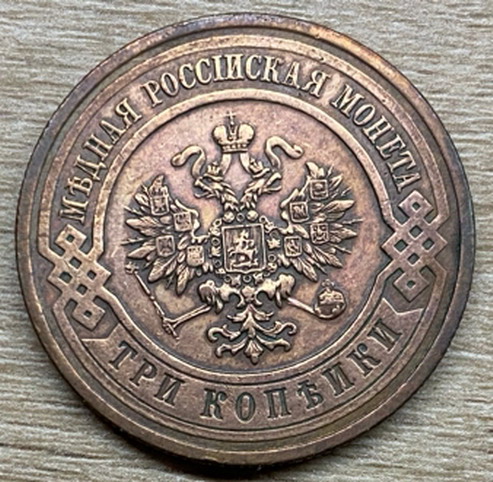 МѢДНАЯ РОССІЙСКАЯ МОНЕТА
ТРИ КОПѢЙКИ